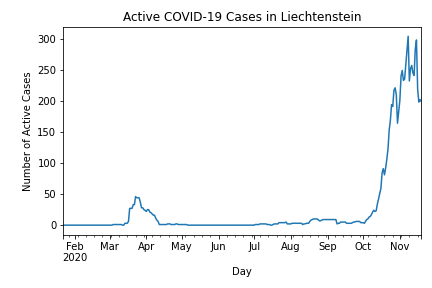 Active COVID-19 Cases in Liechtenstein
Number of Active Cases
300
250
200
150
100
50
0
Feb Mar Apr May Jun Jul Aug Sep Oct Nov
2020
Day